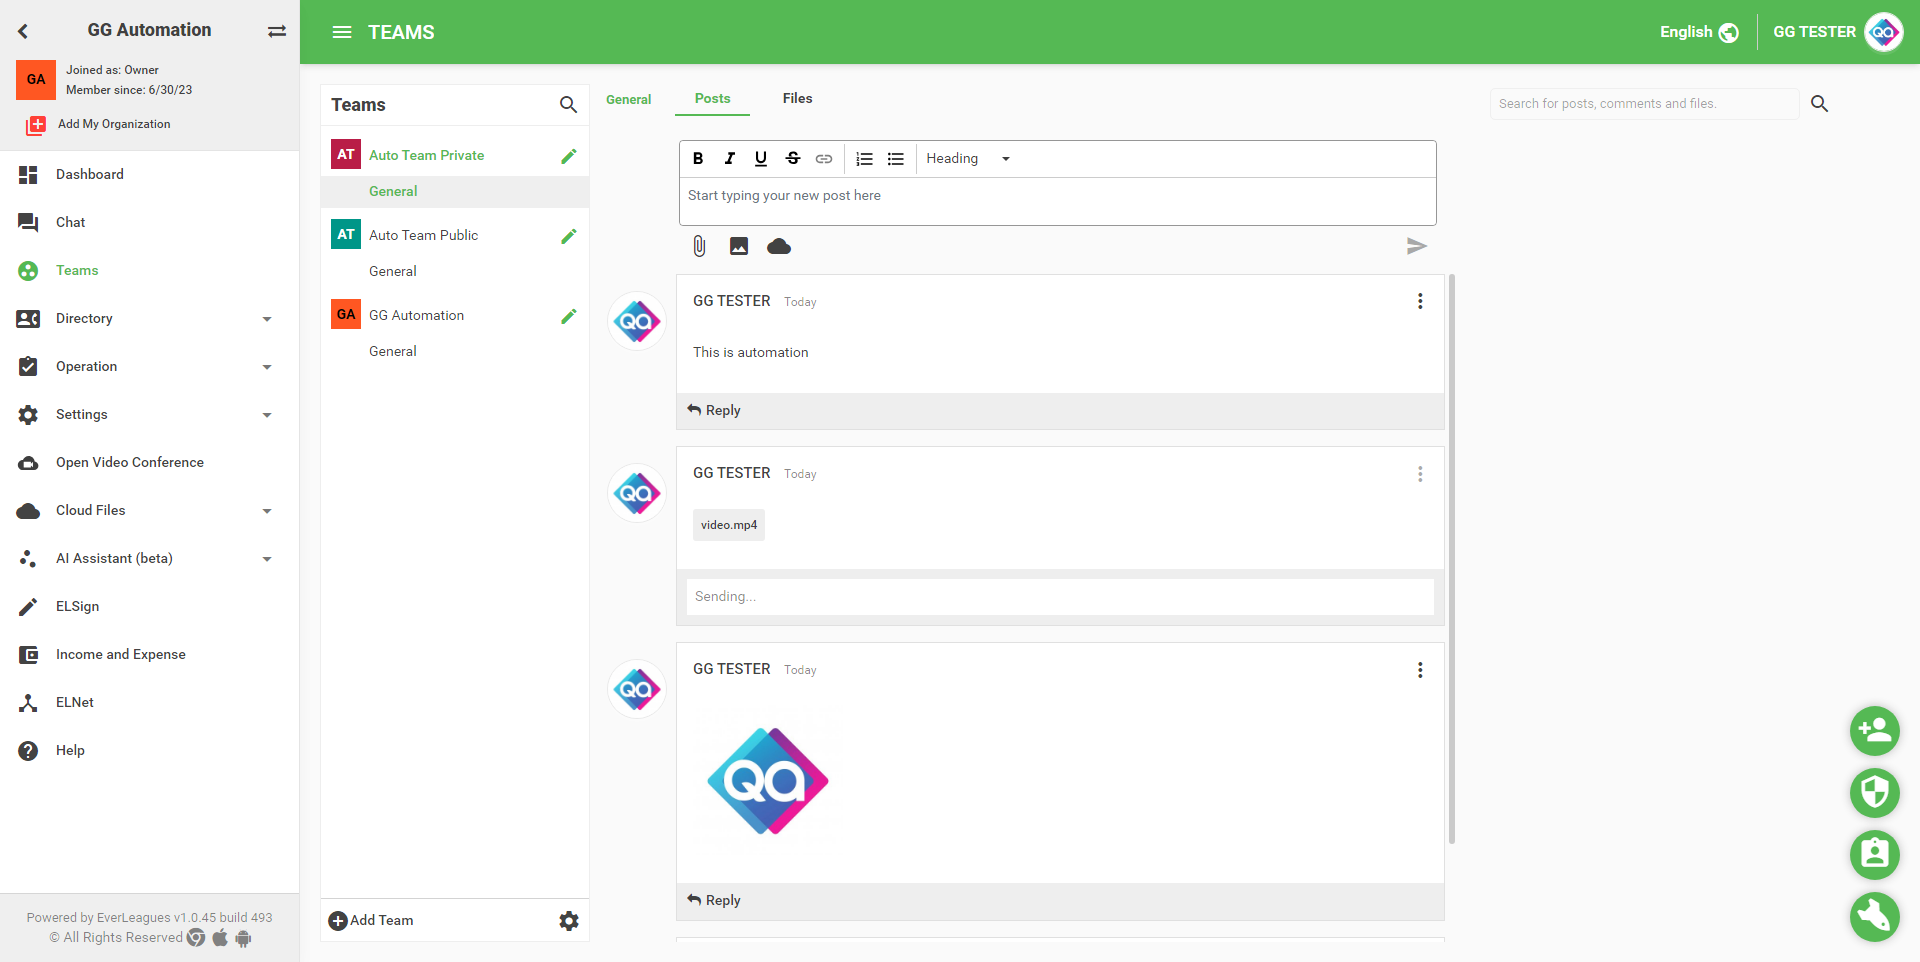 GG Automation
GA
Joined as: Owner
Member since: 6/30/23
Add My Organization
Dashboard
Chat
Teams
Directory
Operation
Settings
Open Video Conference
Cloud Files
AI Assistant (beta)
ELSign
Income and Expense
ELNet
Help
Powered by EverLeagues v1.0.45 build 493
© All Rights Reserved
TEAMS
English
GG TESTER
QA
Teams
AT Auto Team Private
General
AT Auto Team Public
General
GA GG Automation
General
Add Team
General Posts Files
Search for posts, comments and files.
B I U S Heading
Start typing your new post here
QA
GG TESTER Today
This is automation
Reply
QA
GG TESTER Today
video.mp4
Sending...
QA
GG TESTER Today
QA
Reply